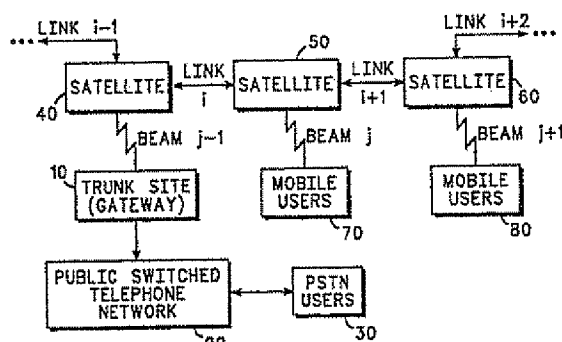 LINK i-1
LINK i+2
50
SATELLITE
LINK
i
SATELLITE
LINK
i+1
SATELLITE
40
60
BEAM j-1
BEAM j
BEAM j+1
10
TRUNK SITE
(GATEWAY)
MOBILE
USERS
MOBILE
USERS
70
80
PUBLIC SWITCHED
TELEPHONE
NETWORK
PSTN
USERS
30